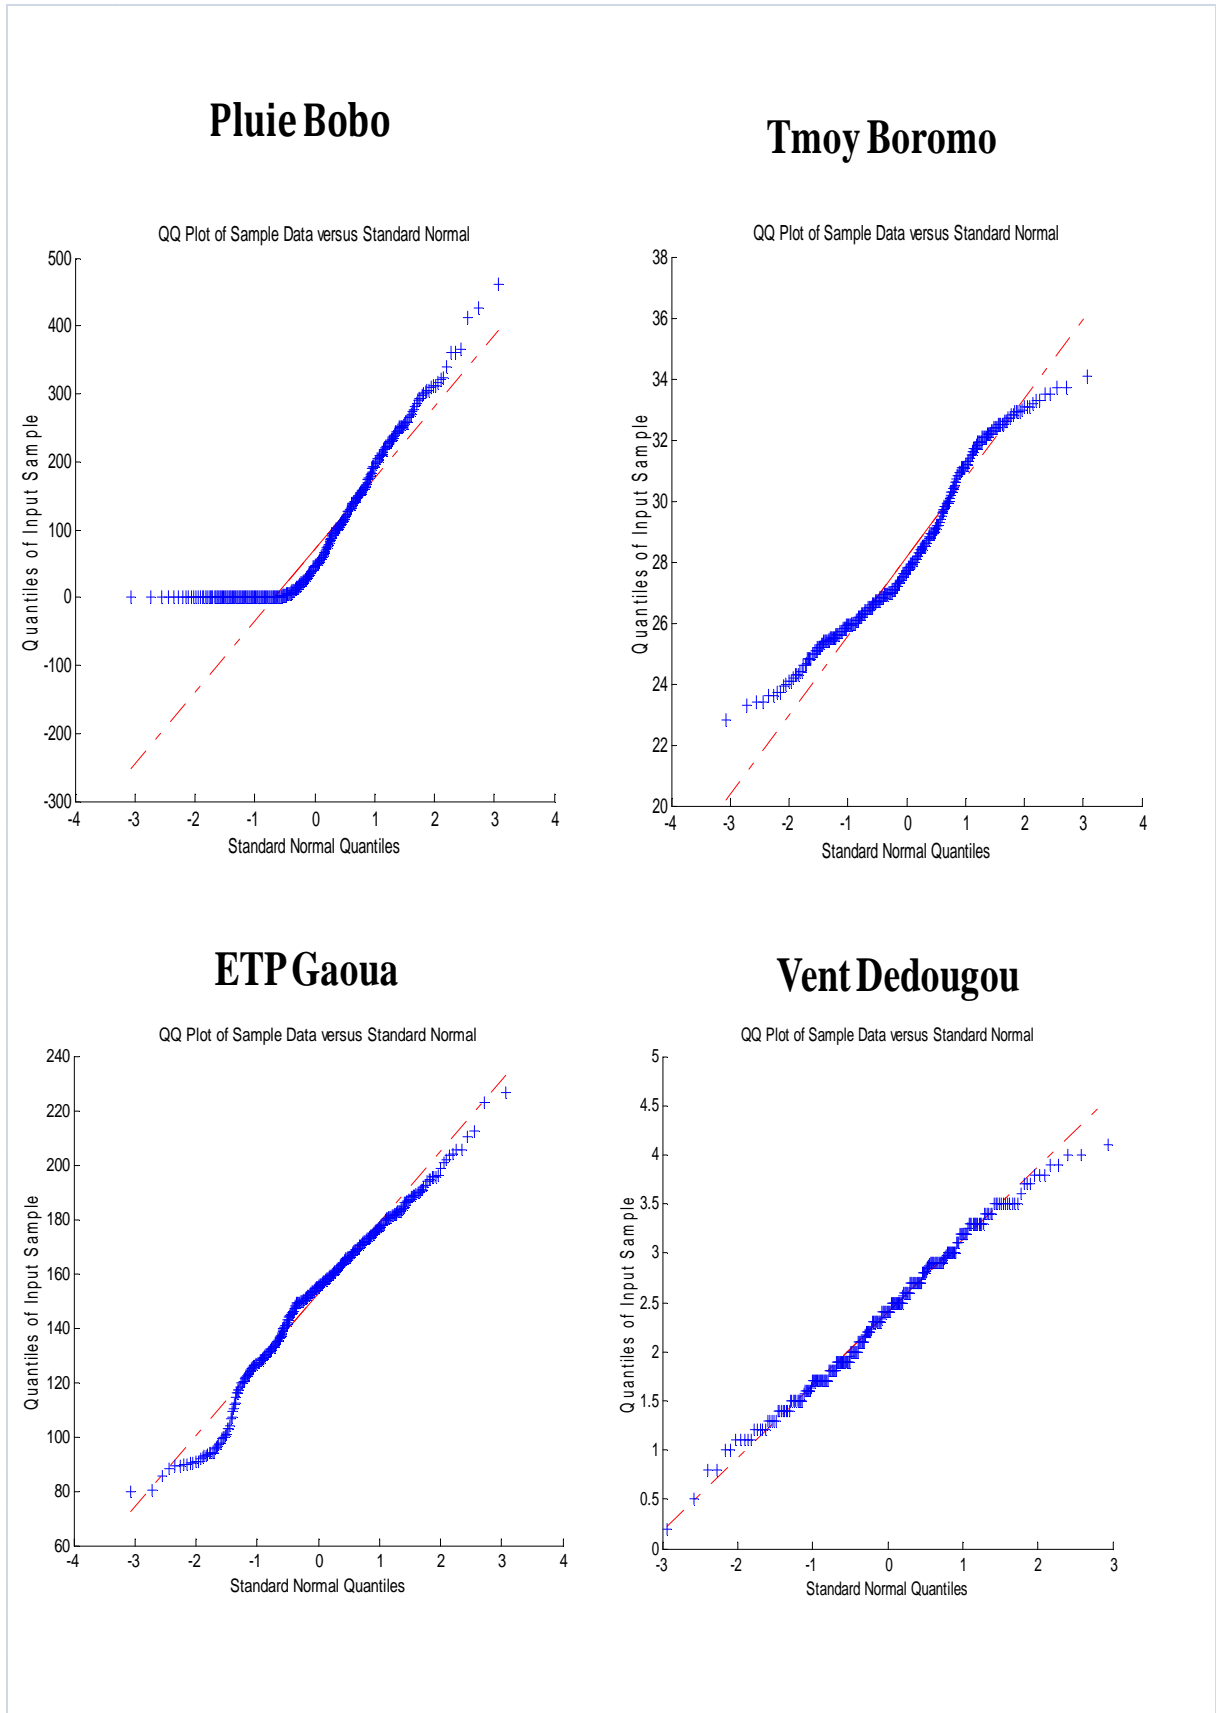 Pluie Bobo
QQ Plot of Sample Data versus Standard Normal
500
400
300
200
100
0
-100
-200
-300
Quantiles of Input Sample
-4 -3 -2 -1 0 1 2 3 4
Standard Normal Quantiles
Tmoy Boromo
QQ Plot of Sample Data versus Standard Normal
38
36
34
32
30
28
26
24
22
20
Quantiles of Input Sample
-4 -3 -2 -1 0 1 2 3 4
Standard Normal Quantiles
ETP Gaoua
QQ Plot of Sample Data versus Standard Normal
240
220
200
180
160
140
120
100
80
60
Quantiles of Input Sample
-4 -3 -2 -1 0 1 2 3 4
Standard Normal Quantiles
Vent Dedougou
QQ Plot of Sample Data versus Standard Normal
5
4.5
4
3.5
3
2.5
2
1.5
1
0.5
0
Quantiles of Input Sample
-3 -2 -1 0 1 2 3
Standard Normal Quantiles